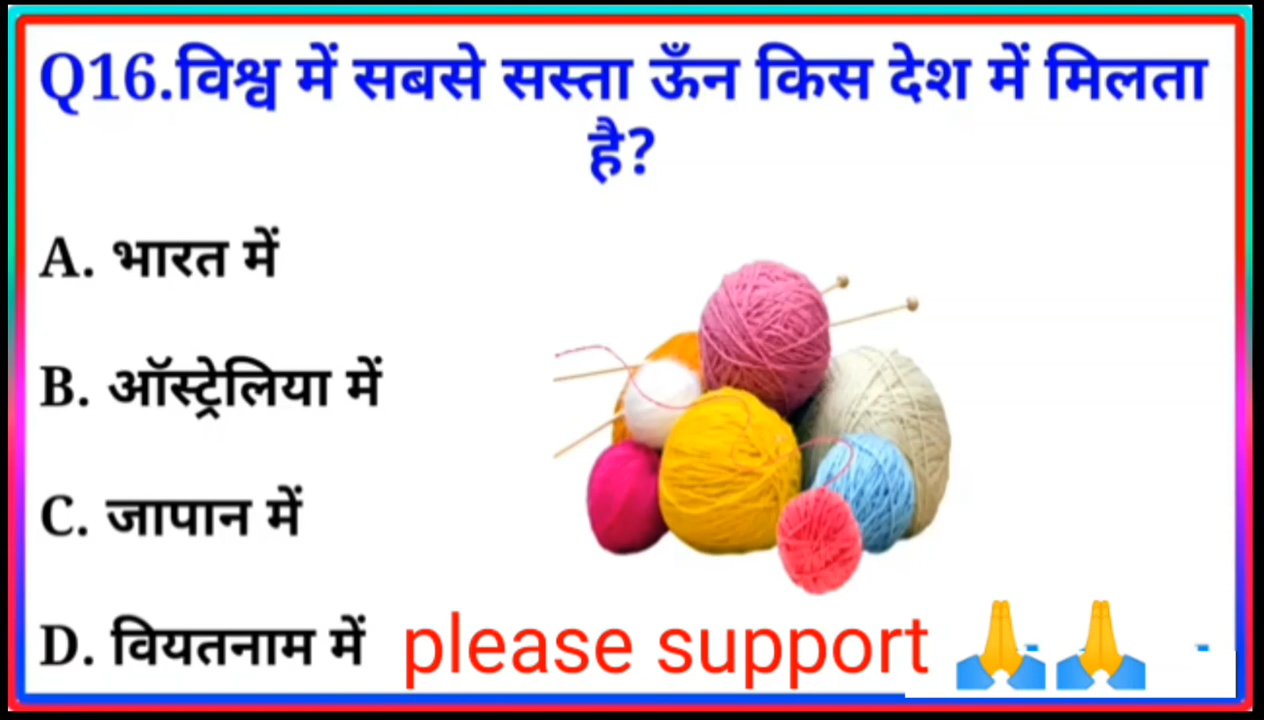 Q16.विश्व में सबसे सस्ता ऊँन किस देश में मिलता
है?
A. भारत में
B. ऑस्ट्रेलिया में
C. जापान में
D. वियतनाम में please support 🙏🙏